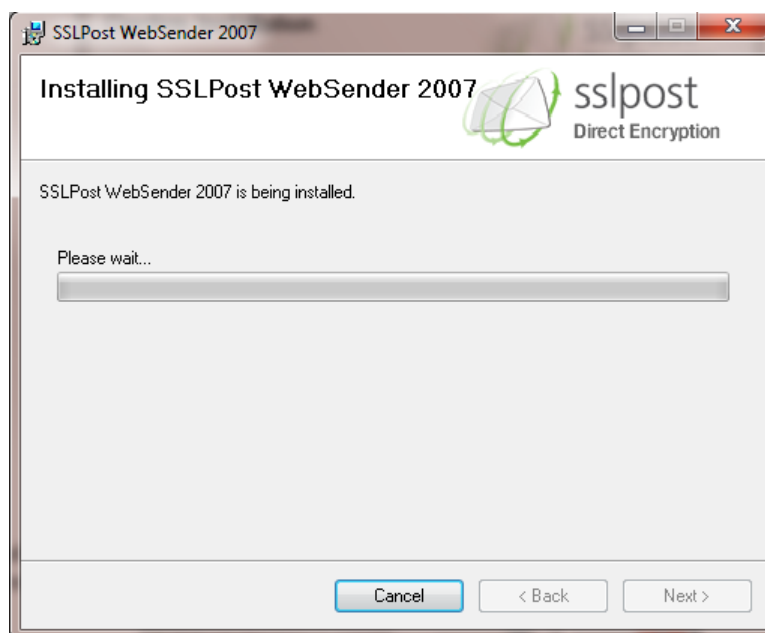 SSLPost WebSender 2007
Installing SSLPost WebSender 2007
sslpost
Direct Encryption
SSLPost WebSender 2007 is being installed.
Please wait...
Cancel
< Back
Next >